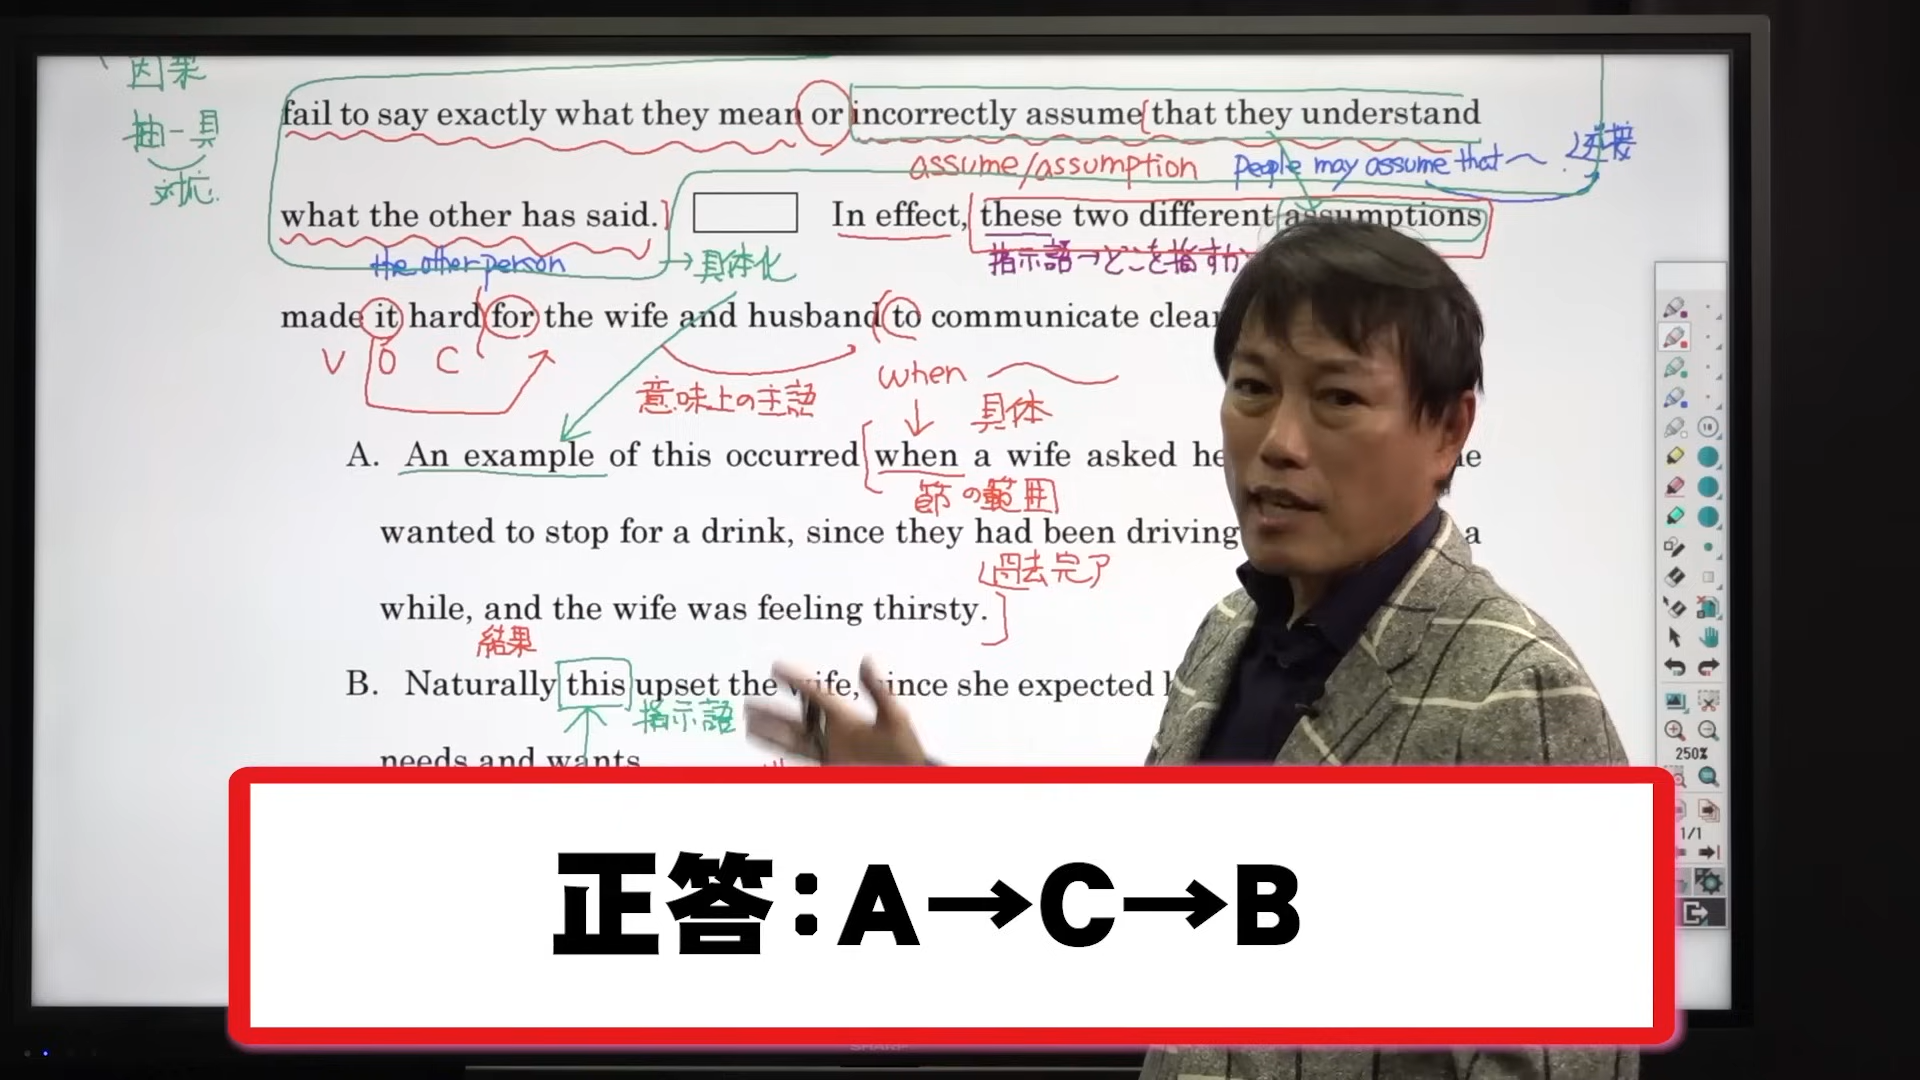 因果
抽-具
対応
fail to say exactly what they mean or incorrectly assume that they understand
assume/assumption People may assume that～ 逆接
what the other has said. In effect, these two different assumptions
the other person →具体化 指示語→どこを指すか
made it hard for the wife and husband to communicate
V O C 意味上の主語 when
具体
A. An example of this occurred when a wife asked
節の範囲
wanted to stop for a drink, since they had been driving a
過去完了
while, and the wife was feeling thirsty.
結果
B. Naturally this upset the wife, since she expected
指示語
needs and wants
250%
1/1
正答：A→C→B